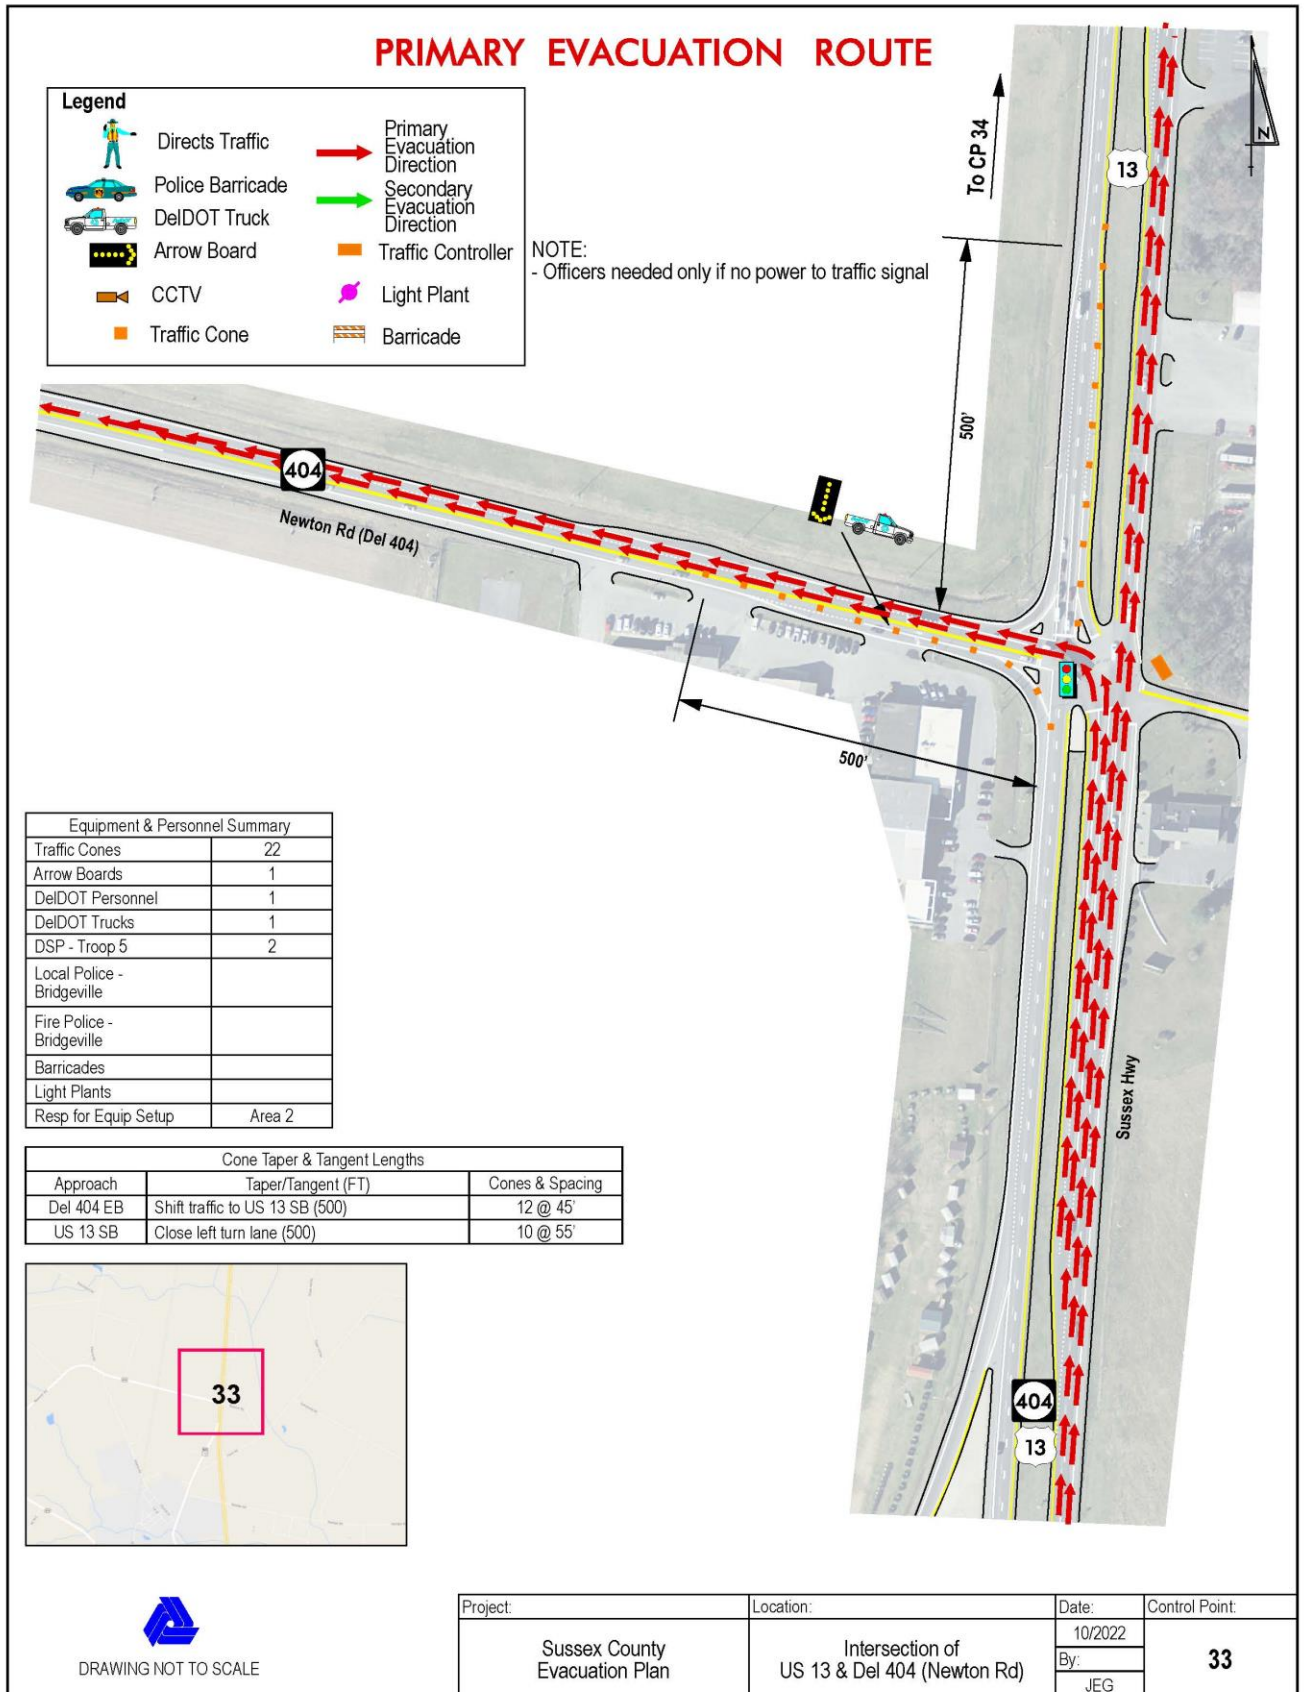 PRIMARY EVACUATION ROUTE
Legend
Directs Traffic
Police Barricade
DelDOT Truck
Arrow Board
CCTV
Traffic Cone
Primary
Evacuation
Direction
Secondary
Evacuation
Direction
Traffic Controller
Light Plant
Barricade
NOTE:
- Officers needed only if no power to traffic signal
To CP 34
13
N
500'
404
Newton Rd (Del 404)
500'
Sussex Hwy
404
13
Equipment & Personnel Summary
Traffic Cones 22
Arrow Boards 1
DelDOT Personnel 1
DelDOT Trucks 1
DSP - Troop 5 2
Local Police -
Bridgeville
Fire Police -
Bridgeville
Barricades
Light Plants
Resp for Equip Setup Area 2
Cone Taper & Tangent Lengths
Approach Taper/Tangent (FT) Cones & Spacing
Del 404 EB Shift traffic to US 13 SB (500) 12 @ 45'
US 13 SB Close left turn lane (500) 10 @ 55'
33
DRAWING NOT TO SCALE
Project:
Sussex County
Evacuation Plan
Location:
Intersection of
US 13 & Del 404 (Newton Rd)
Date:
10/2022
By:
JEG
Control Point:
33